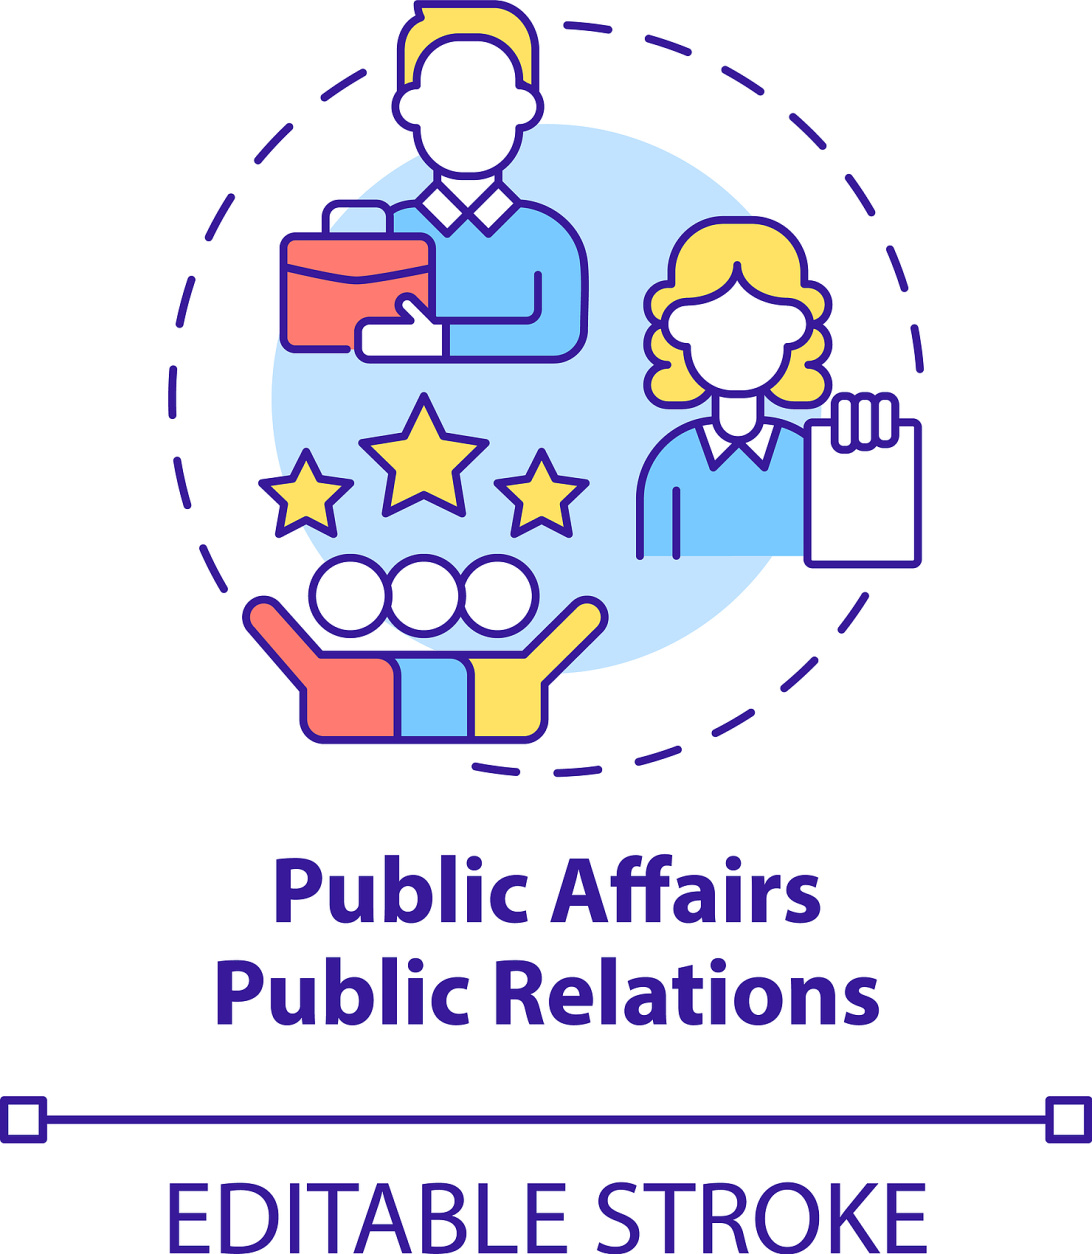 Public Affairs
Public Relations
EDITABLE STROKE